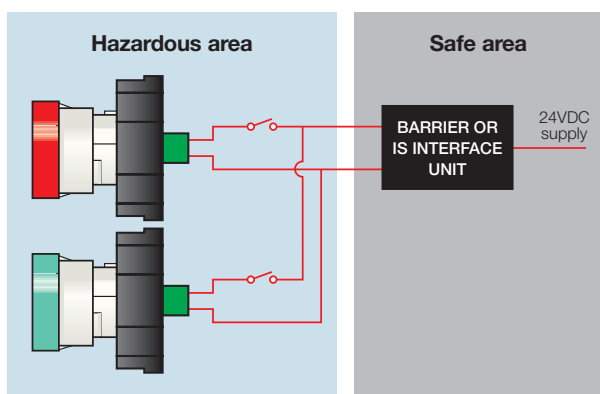 Hazardous area
Safe area
BARRIER OR
IS INTERFACE
UNIT
24VDC
supply